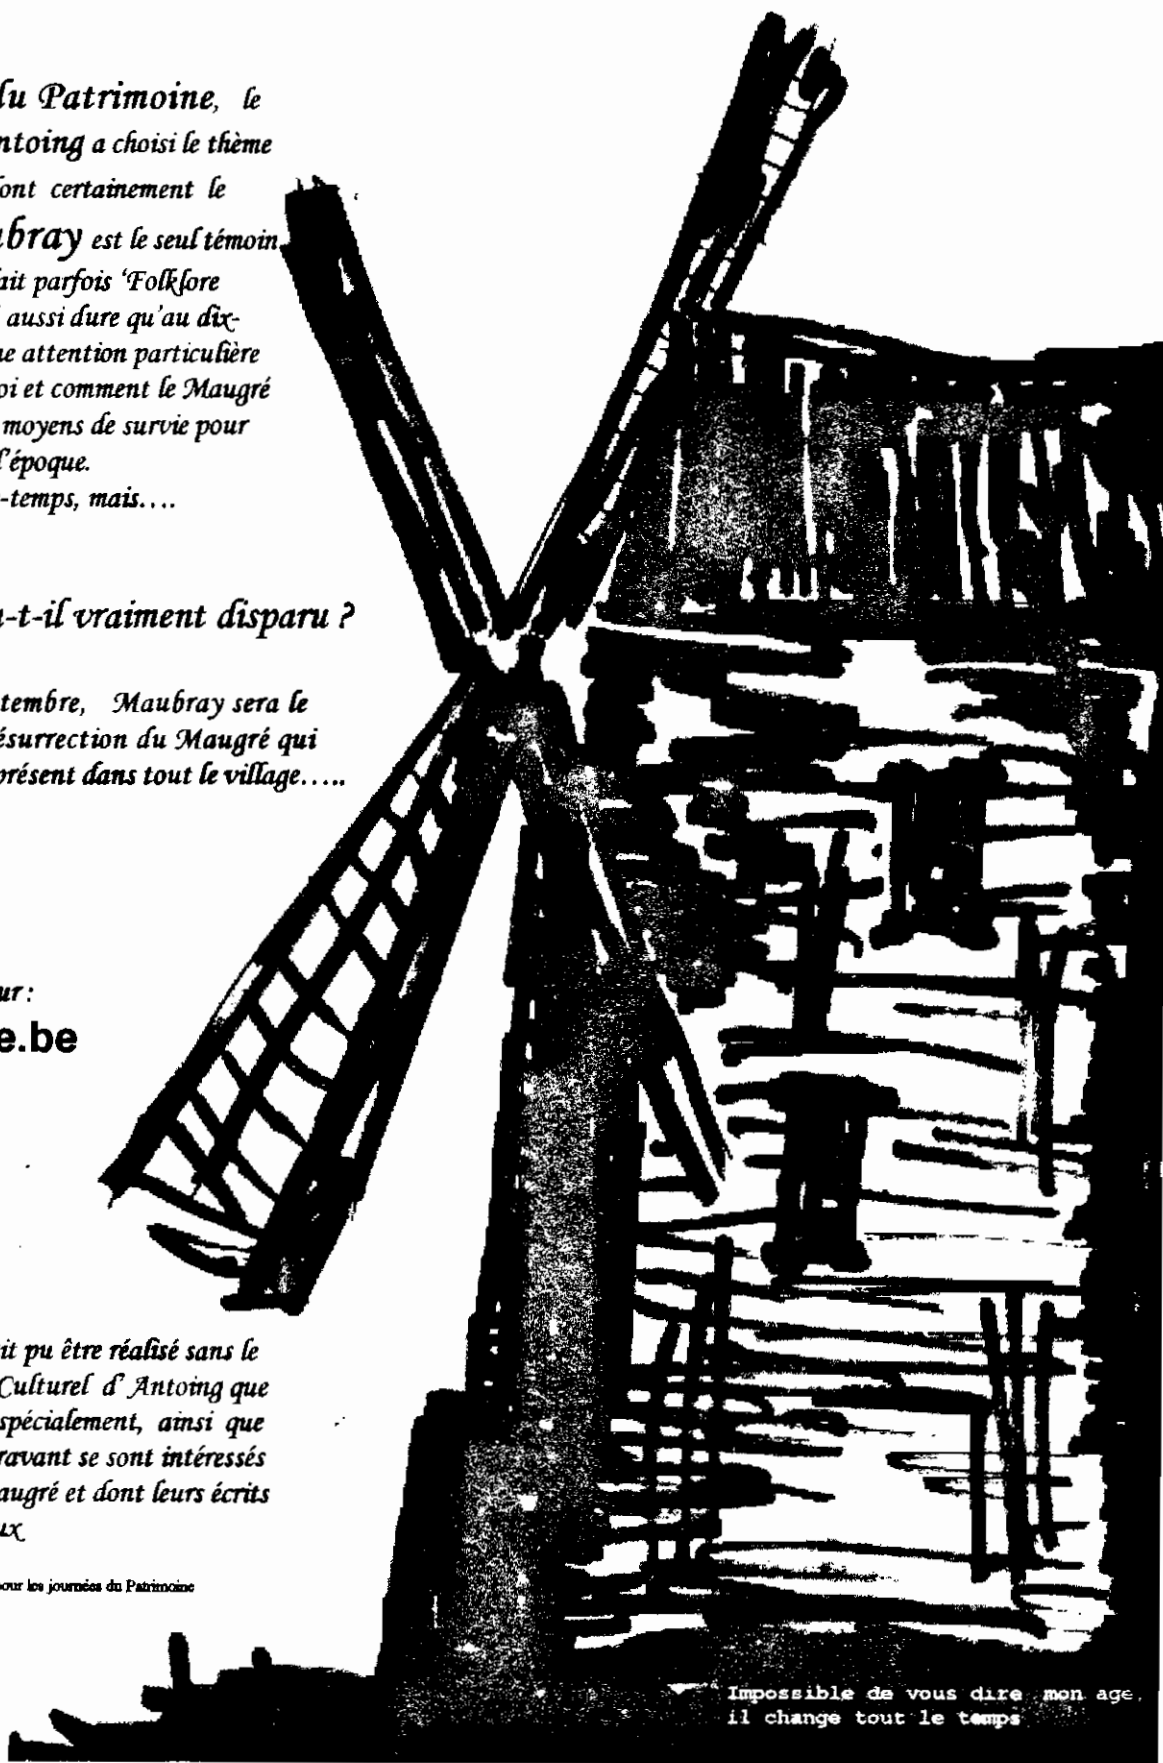 du Patrimoine, le
ntoing a choisi le thème
ont certainement le
ubray est le seul témoin
ait parfois ‘Folklore
aussi dure qu’au dix-
ne attention particulière
oi et comment le Maugré
moyens de survie pour
l’époque.
-temps, mais....
a-t-il vraiment disparu ?
tembre, Maubray sera le
ésurrection du Maugré qui
présent dans tout le village.....
ur:
e.be
it pu être réalisé sans le
Culturel d’ Antoing que
spécialement, ainsi que
ravant se sont intéressés
augré et dont leurs écrits
ux
our les journées du Patrimoine
Impossible de vous dire mon age,
il change tout le temps